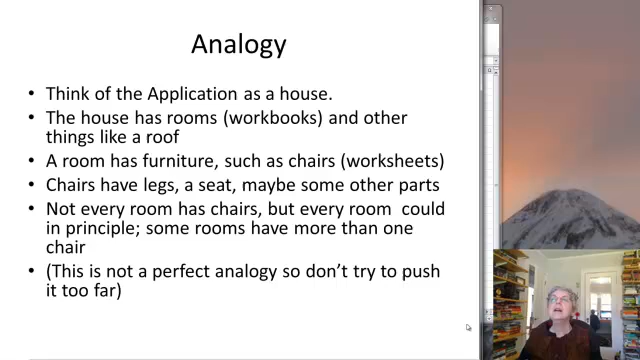 Analogy
• Think of the Application as a house.
• The house has rooms (workbooks) and other
things like a roof
• A room has furniture, such as chairs (worksheets)
• Chairs have legs, a seat, maybe some other parts
• Not every room has chairs, but every room could
in principle; some rooms have more than one
chair
• (This is not a perfect analogy so don't try to push
it too far)